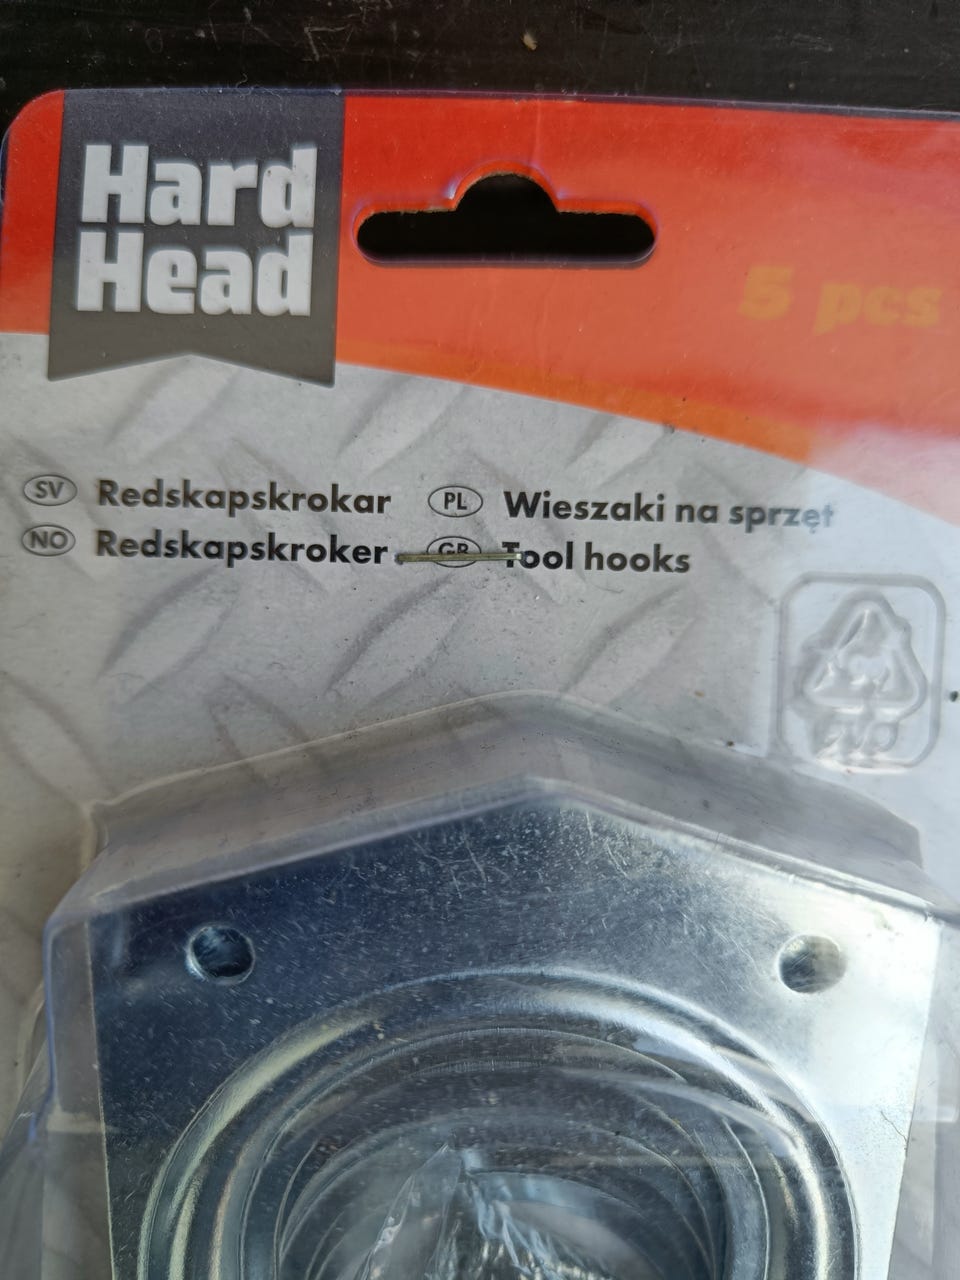 Hard
Head
5 pcs
SV Redskapskrokar
NO Redskapskroker
PL Wieszaki na sprzęt
GB Tool hooks